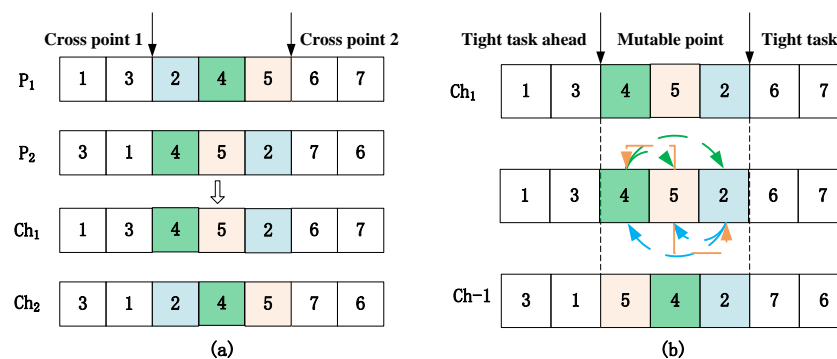 Cross point 1 Cross point 2
P1 1 3 2 4 5 6 7
P2 3 1 4 5 2 7 6
Ch1 1 3 4 5 2 6 7
Ch2 3 1 2 4 5 7 6
(a)
Tight task ahead Mutable point Tight task
Ch1 1 3 4 5 2 6 7
1 3 4 5 2 6 7
Ch-1 3 1 5 4 2 7 6
(b)